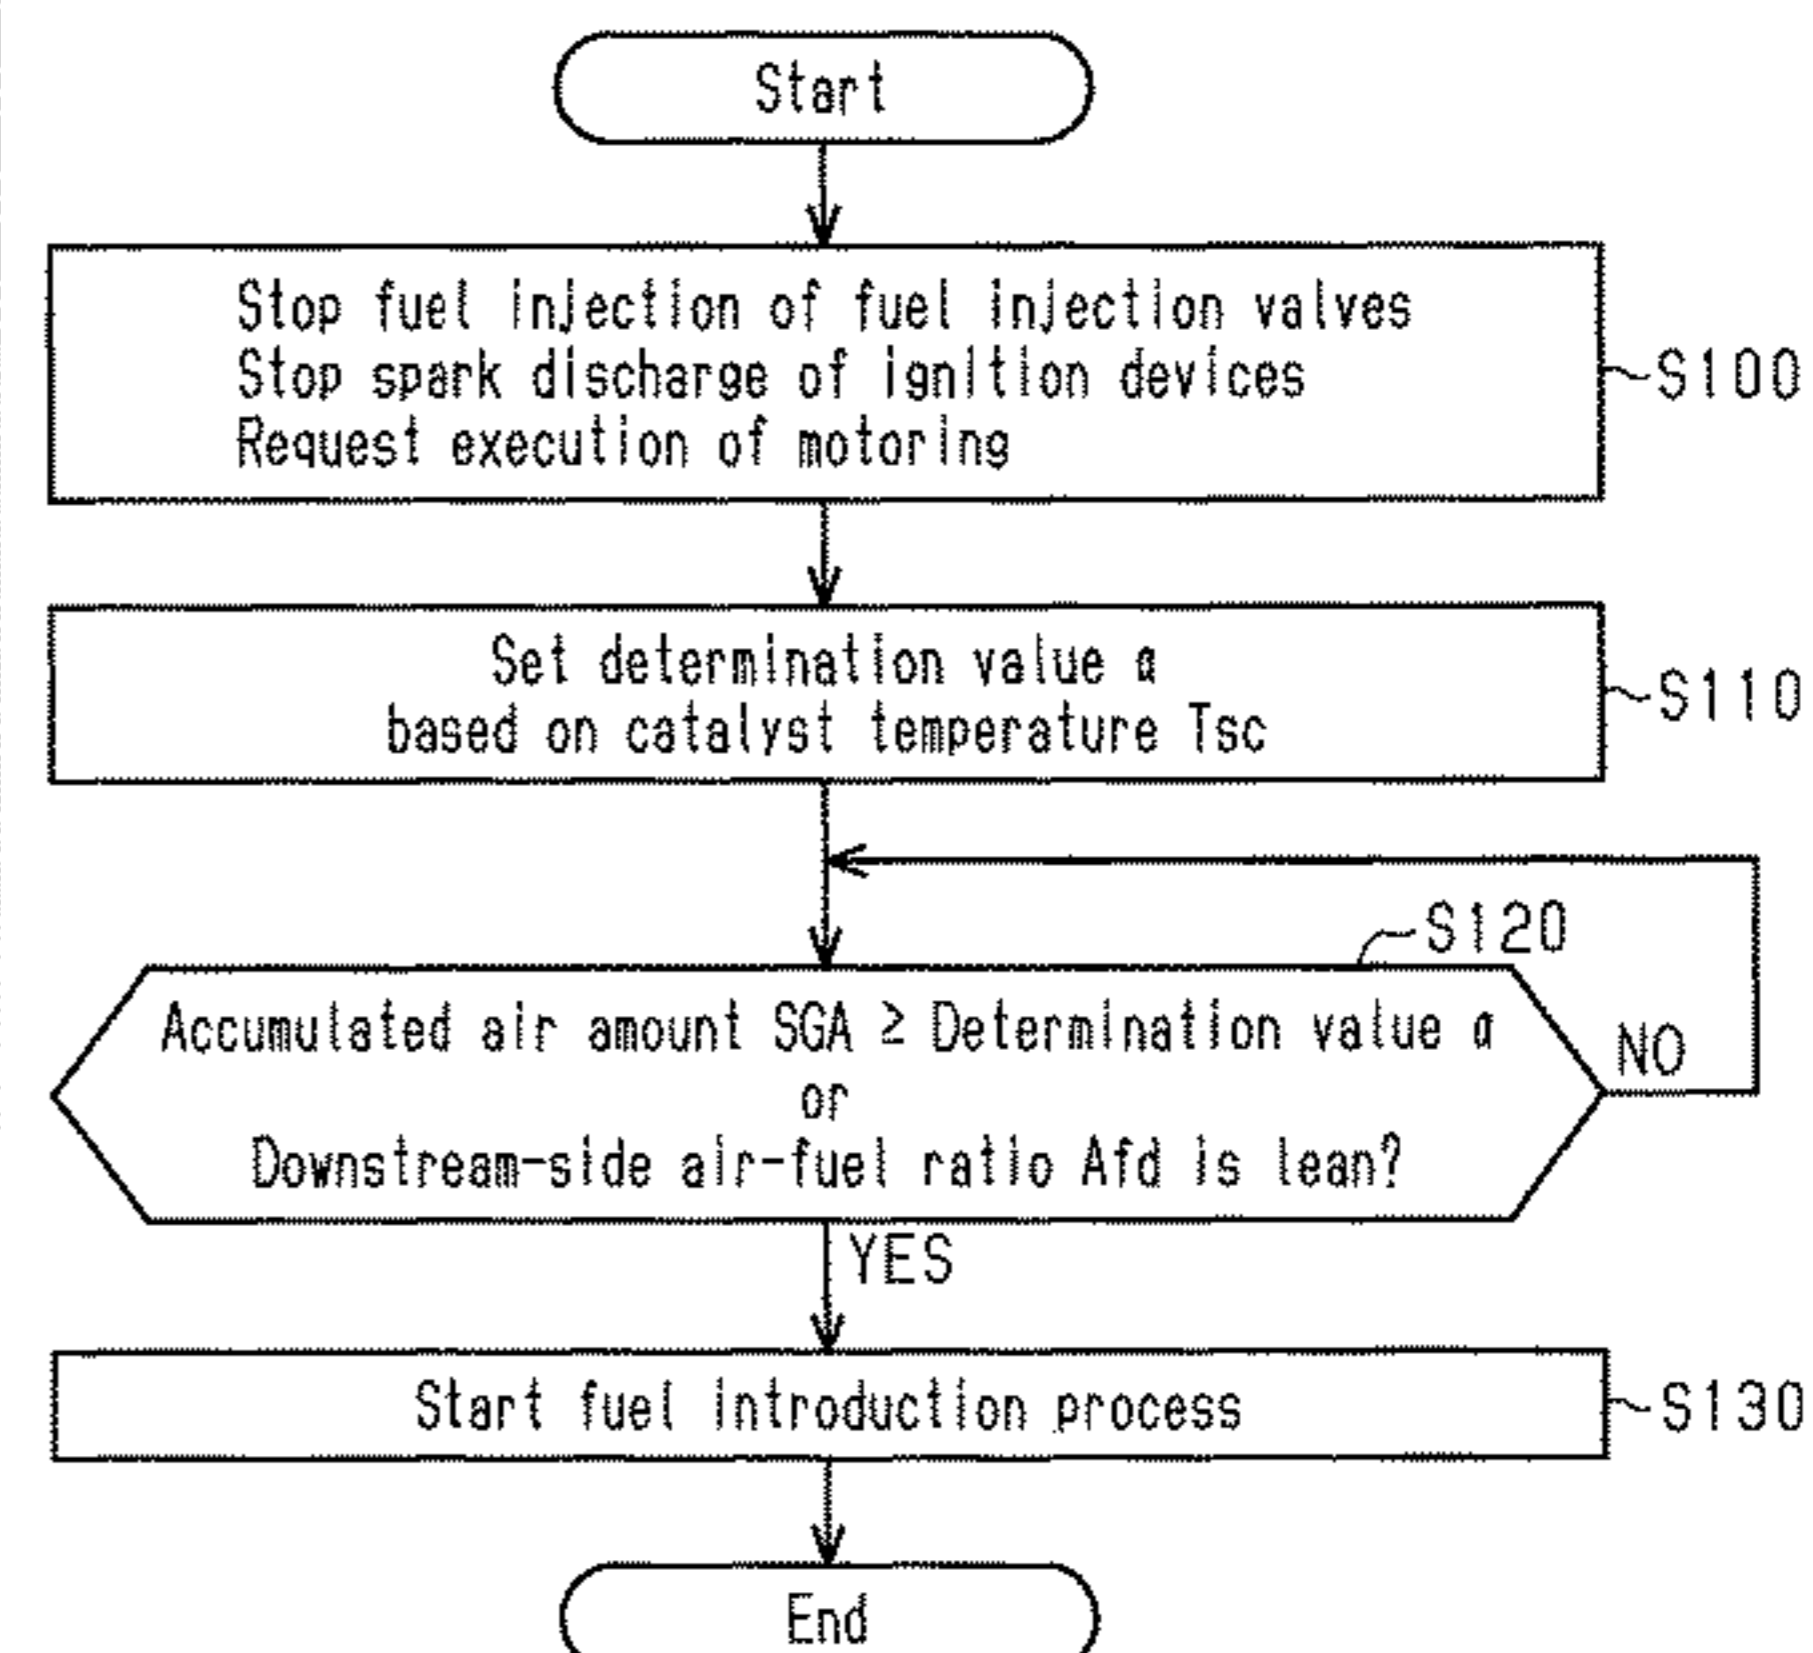 Start
Stop fuel injection of fuel injection valves
Stop spark discharge of ignition devices
Request execution of motoring
S100
Set determination value α
based on catalyst temperature Tsc
S110
S120
Accumulated air amount SGA ≥ Determination value α
or
Downstream-side air-fuel ratio Afd is lean?
NO
YES
Start fuel introduction process
S130
End